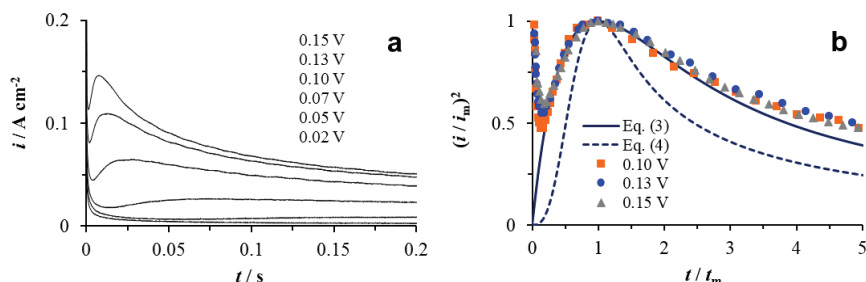 a
0.2
0.1
0
i / A cm⁻²
0.15 V
0.13 V
0.10 V
0.07 V
0.05 V
0.02 V
0 0.05 0.1 0.15 0.2
t / s
b
1
0.5
0
(i / iₘ)²
Eq. (3)
Eq. (4)
0.10 V
0.13 V
0.15 V
0 1 2 3 4 5
t / tₘ